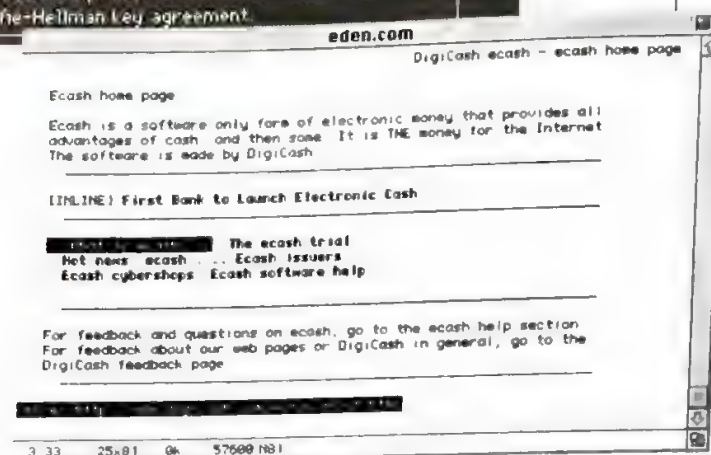 he-Hellman key agreement.
eden.com
DigiCash ecash - ecash home page
Ecash home page
Ecash is a software only form of electronic money that provides all
advantages of cash and then some It is THE money for the Internet
The software is made by DigiCash
[INLINE] First Bank to Launch Electronic Cash
The ecash trial
Hot news ecash . .. Ecash issuers
Ecash cybershops Ecash software help
For feedback and questions on ecash, go to the ecash help section
For feedback about our web pages or DigiCash in general, go to the
DigiCash feedback page
3 33 25x81 0k 57600 N81